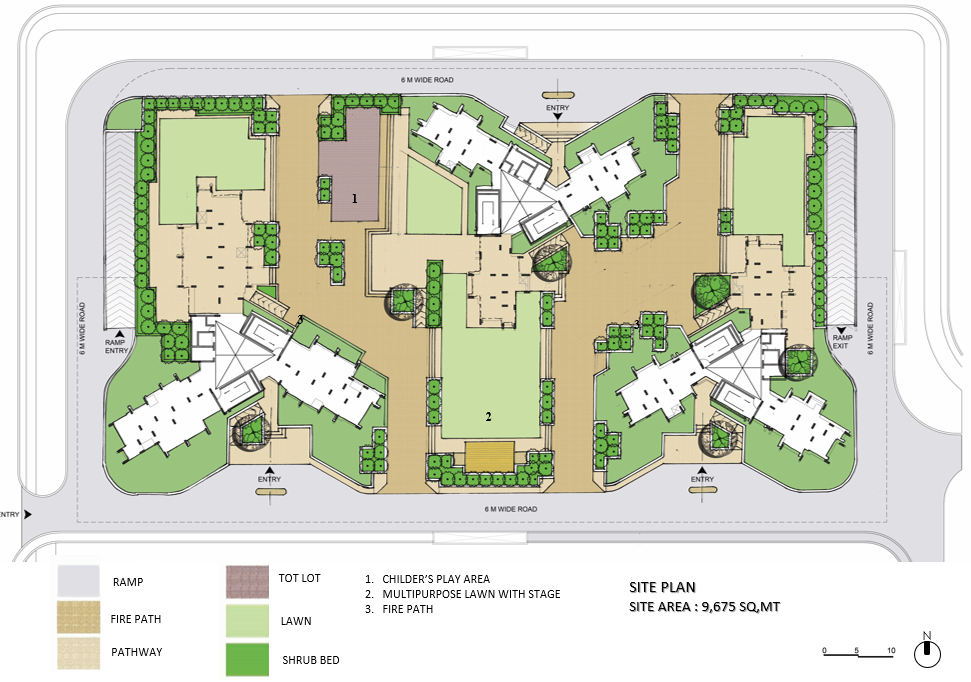 6 M WIDE ROAD
ENTRY
1
6 M WIDE ROAD
RAMP
ENTRY
3
3
RAMP
EXIT
6 M WIDE ROAD
2
ENTRY
ENTRY
ENTRY
6 M WIDE ROAD
RAMP
FIRE PATH
PATHWAY
TOT LOT
LAWN
SHRUB BED
1. CHILDER'S PLAY AREA
2. MULTIPURPOSE LAWN WITH STAGE
3. FIRE PATH
SITE PLAN
SITE AREA : 9,675 SQ,MT
0 5 10
N